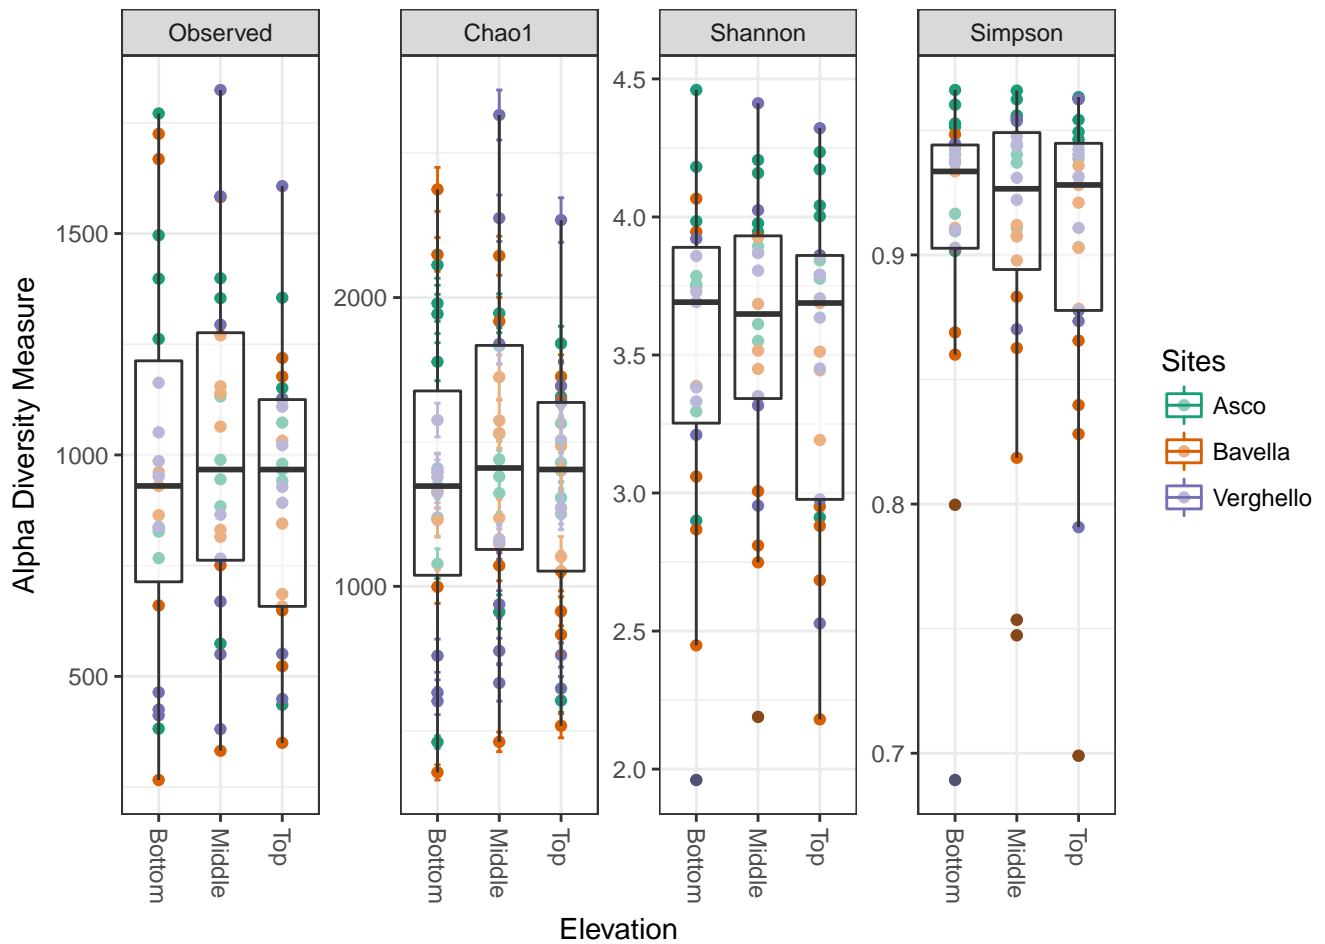 Observed
Chao1
Shannon
Simpson
Alpha Diversity Measure
1500
1000
500
2000
1000
4.5
4.0
3.5
3.0
2.5
2.0
0.9
0.8
0.7
Bottom
Middle
Top
Bottom
Middle
Top
Bottom
Middle
Top
Bottom
Middle
Top
Elevation
Sites
Asco
Bavella
Verghello